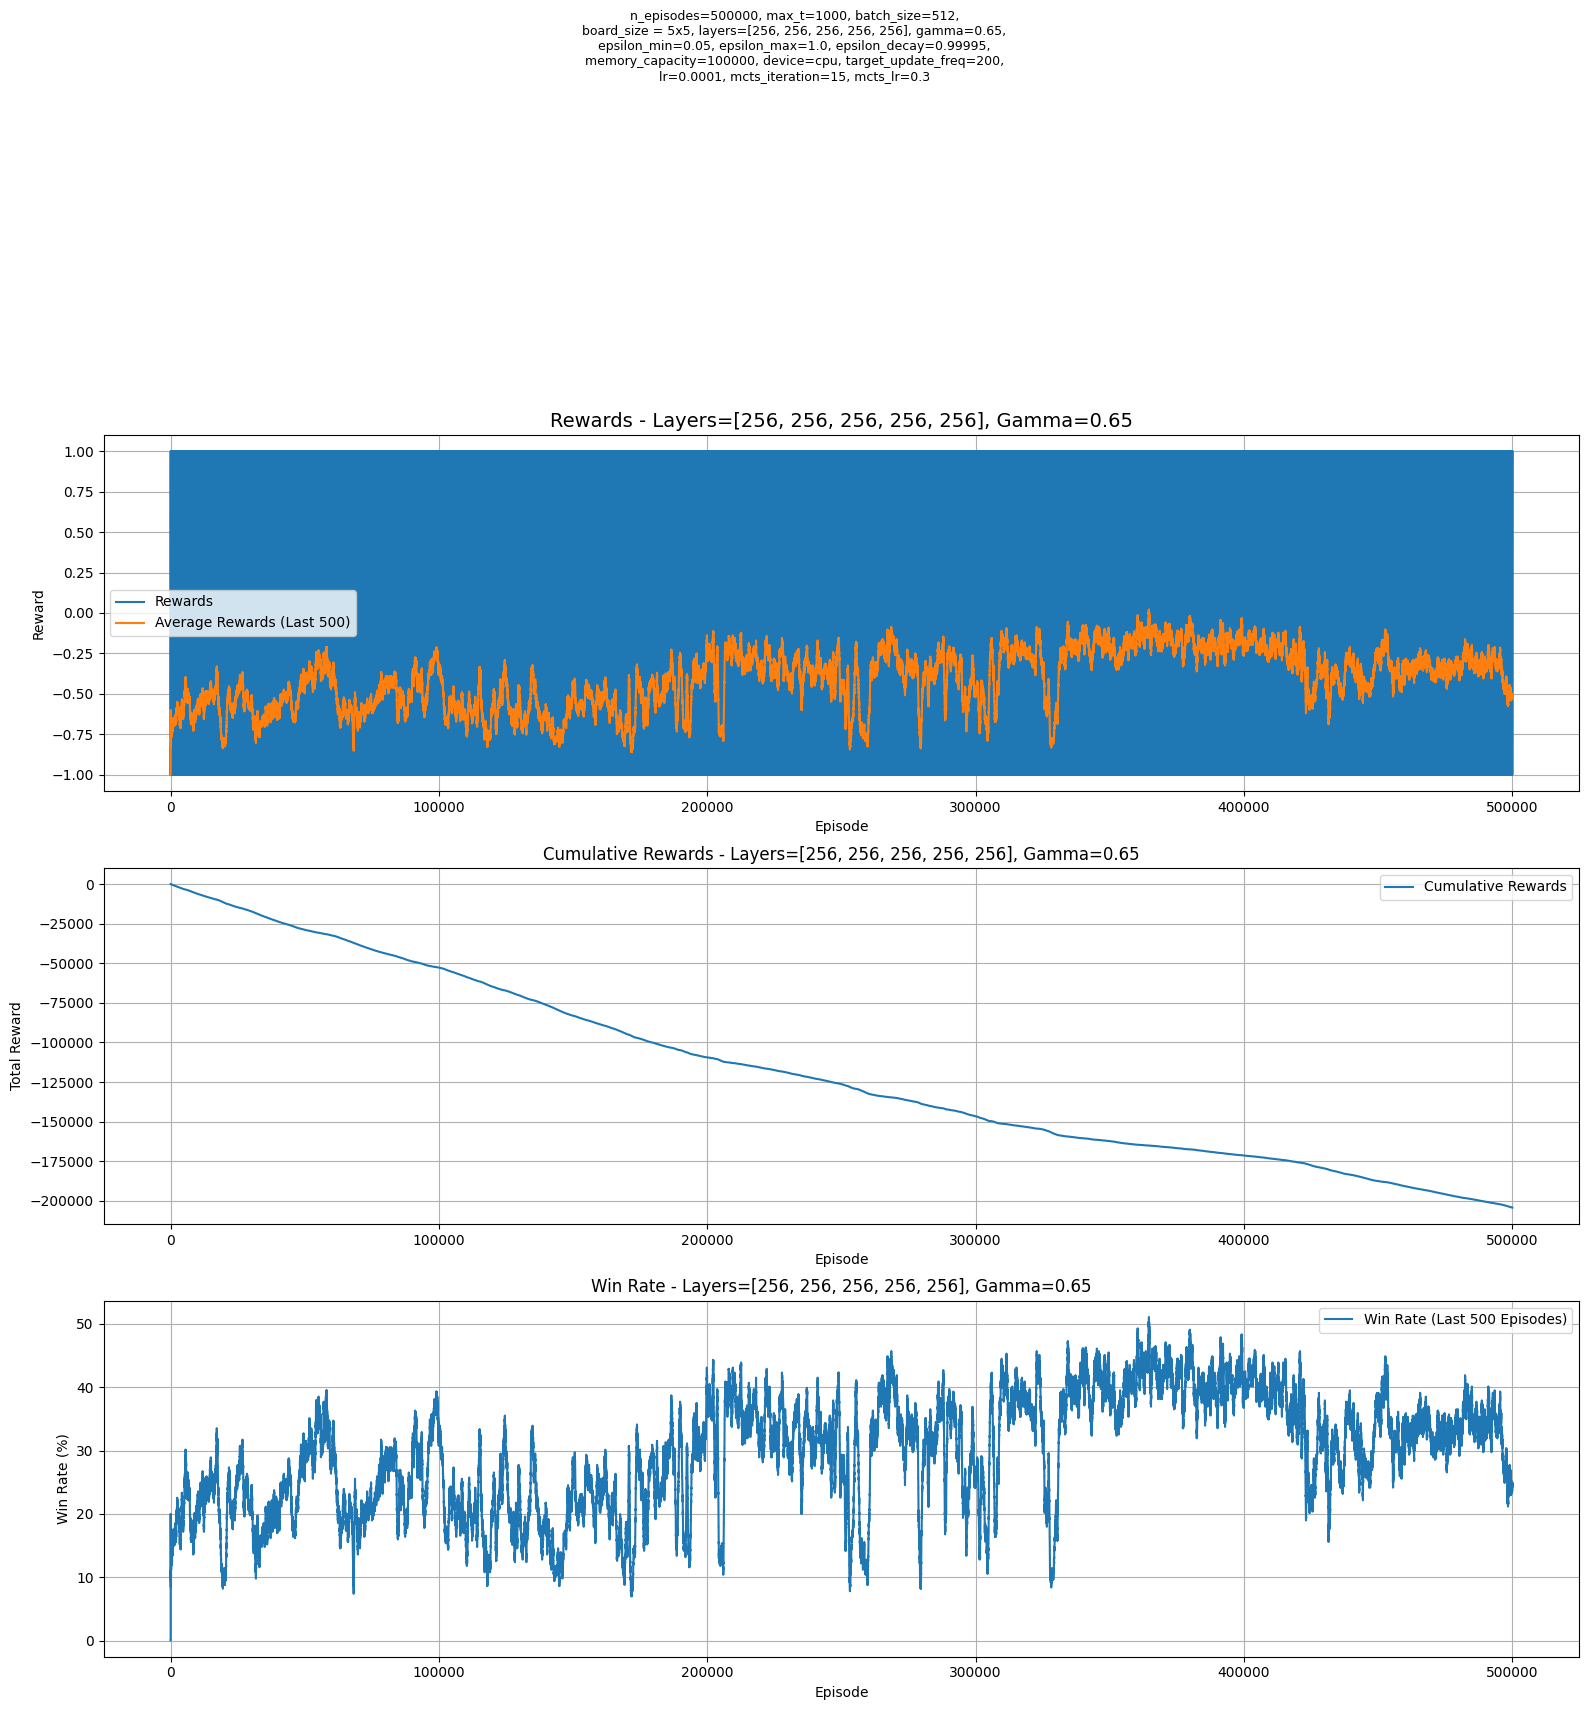 n_episodes=500000, max_t=1000, batch_size=512,
board_size = 5x5, layers=[256, 256, 256, 256, 256], gamma=0.65,
epsilon_min=0.05, epsilon_max=1.0, epsilon_decay=0.99995,
memory_capacity=100000, device=cpu, target_update_freq=200,
lr=0.0001, mcts_iteration=15, mcts_lr=0.3
Rewards - Layers=[256, 256, 256, 256, 256], Gamma=0.65
1.00
0.75
0.50
0.25
0.00
−0.25
−0.50
−0.75
−1.00
Reward
Rewards
Average Rewards (Last 500)
0
100000
200000
300000
400000
500000
Episode
Cumulative Rewards - Layers=[256, 256, 256, 256, 256], Gamma=0.65
0
−25000
−50000
−75000
−100000
−125000
−150000
−175000
−200000
Total Reward
Cumulative Rewards
0
100000
200000
300000
400000
500000
Episode
Win Rate - Layers=[256, 256, 256, 256, 256], Gamma=0.65
50
40
30
20
10
0
Win Rate (%)
Win Rate (Last 500 Episodes)
0
100000
200000
300000
400000
500000
Episode